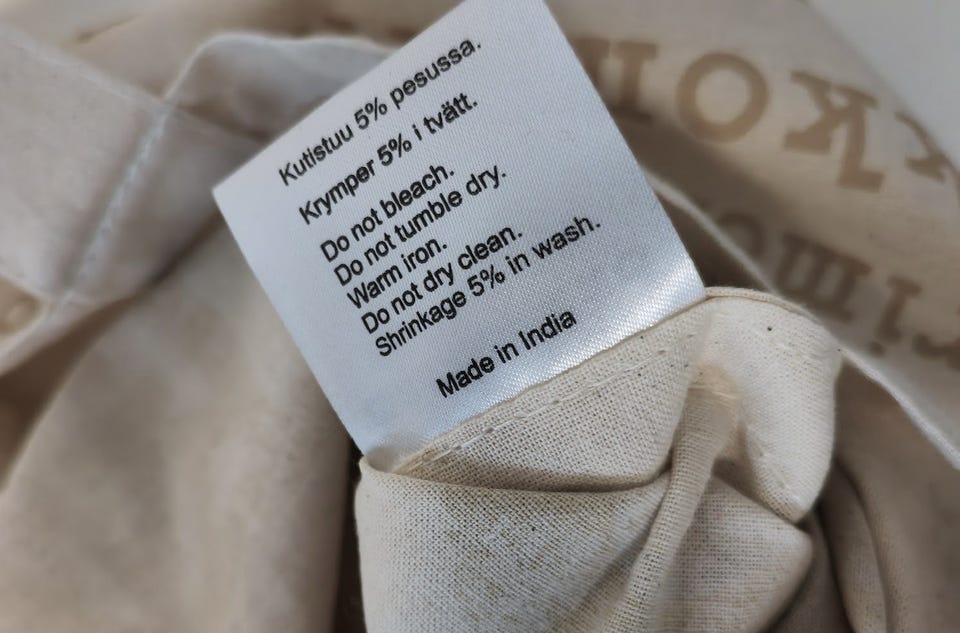 Kutistuu 5% pesussa.
Krymper 5% i tvätt.
Do not bleach.
Do not tumble dry.
Warm iron.
Do not dry clean.
Shrinkage 5% in wash.
Made in India